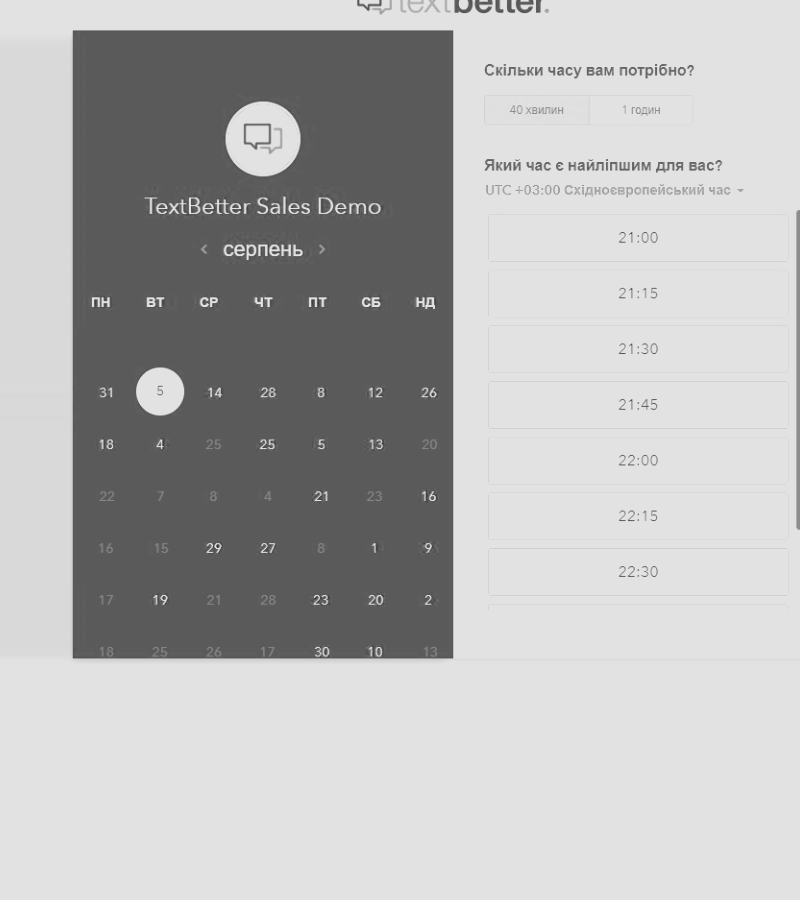 textbetter.
TextBetter Sales Demo
серпень
ПН ВТ СР ЧТ ПТ СБ НД
31 5 14 28 8 12 26
18 4 25 25 5 13 20
22 7 8 4 21 23 16
16 15 29 27 8 1 9
17 19 21 28 23 20 2
18 25 26 17 30 10 13
Скільки часу вам потрібно?
40 хвилин 1 годин
Який час є найліпшим для вас?
UTC +03:00 Східноєвропейський час
21:00
21:15
21:30
21:45
22:00
22:15
22:30